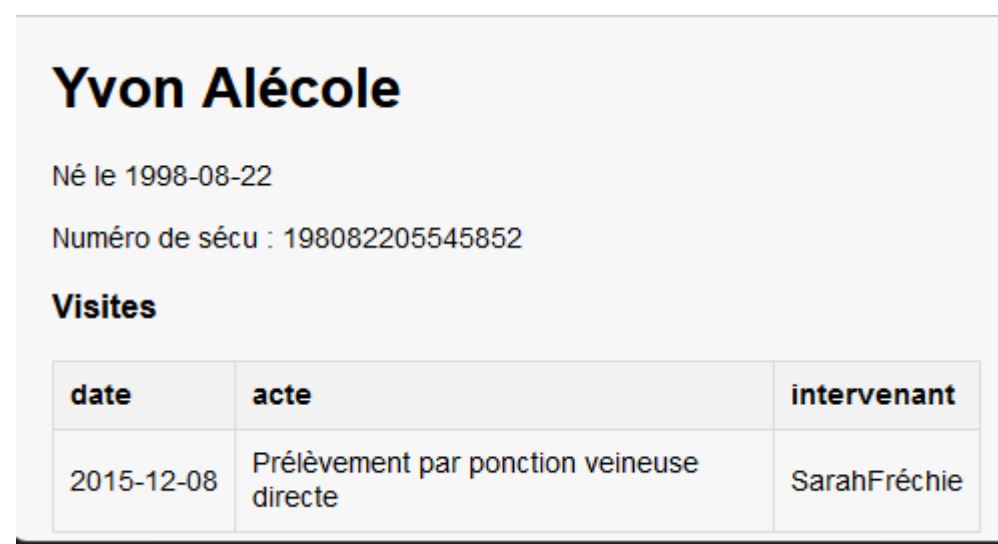 Yvon Alécole
Né le 1998-08-22
Numéro de sécu : 198082205545852
Visites
date acte intervenant
2015-12-08 Prélèvement par ponction veineuse directe SarahFréchie